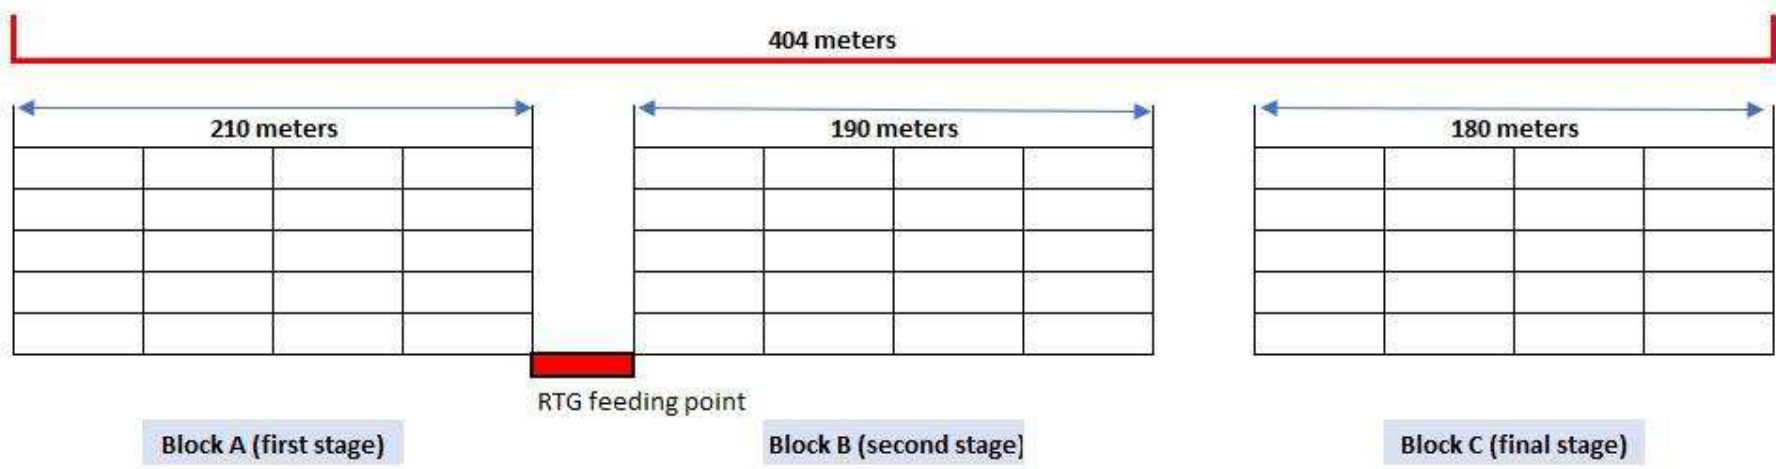 404 meters
210 meters
190 meters
180 meters
RTG feeding point
Block A (first stage)
Block B (second stage)
Block C (final stage)